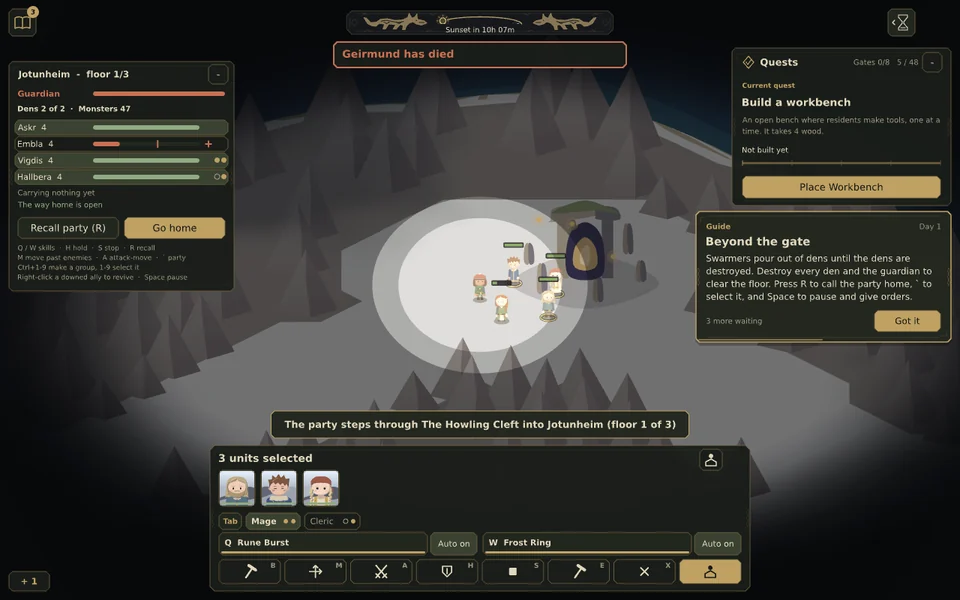 3
Sunset in 10h 07m
Geirmund has died
Jotunheim - floor 1/3
-
Guardian
Dens 2 of 2 · Monsters 47
Askr 4
Embla 4
Vigdis 4
Hallbera 4
Carrying nothing yet
The way home is open
Recall party (R)
Go home
Q / W skills · H hold · S stop · R recall
M move past enemies · A attack-move · ` party
Ctrl+1-9 make a group, 1-9 select it
Right-click a downed ally to revive · Space pause
Quests
Gates 0/8 5 / 48
-
Current quest
Build a workbench
An open bench where residents make tools, one at a
time. It takes 4 wood.
Not built yet
Place Workbench
Guide
Day 1
Beyond the gate
Swarmers pour out of dens until the dens are
destroyed. Destroy every den and the guardian to
clear the floor. Press R to call the party home, ` to
select it, and Space to pause and give orders.
3 more waiting
Got it
The party steps through The Howling Cleft into Jotunheim (floor 1 of 3)
3 units selected
Tab
Mage
Cleric
Q Rune Burst
Auto on
W Frost Ring
Auto on
B
M
A
H
S
E
X
+ 1